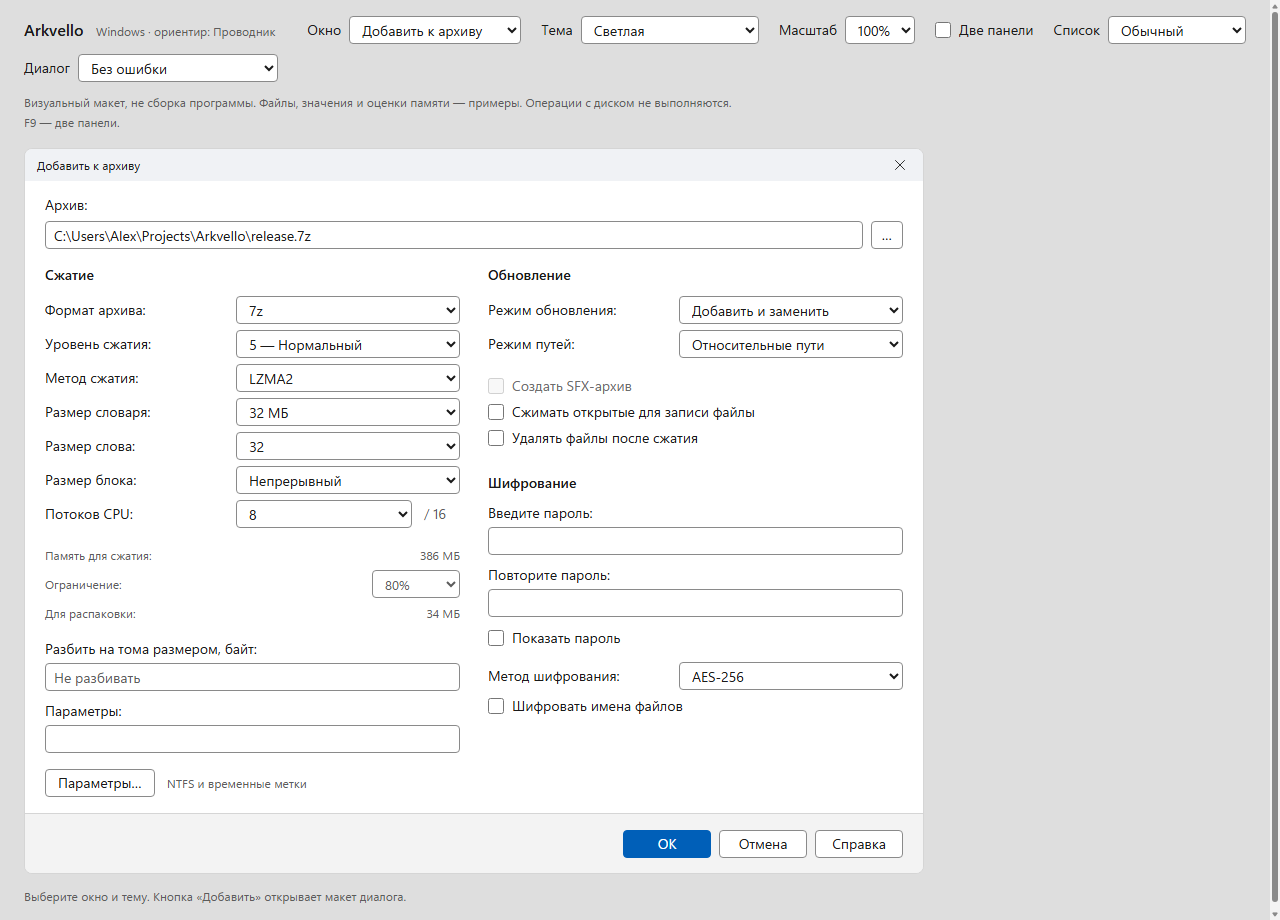 Arkvello Windows · ориентир: Проводник Окно Добавить к архиву Тема Светлая Масштаб 100% Две панели Список Обычный
Диалог Без ошибки
Визуальный макет, не сборка программы. Файлы, значения и оценки памяти — примеры. Операции с диском не выполняются.
F9 — две панели.
Добавить к архиву
Архив:
C:\Users\Alex\Projects\Arkvello\release.7z ...
Сжатие
Формат архива: 7z
Уровень сжатия: 5 — Нормальный
Метод сжатия: LZMA2
Размер словаря: 32 МБ
Размер слова: 32
Размер блока: Непрерывный
Потоков CPU: 8 / 16
Память для сжатия: 386 МБ
Ограничение: 80%
Для распаковки: 34 МБ
Разбить на тома размером, байт:
Не разбивать
Параметры:
Параметры... NTFS и временные метки
Обновление
Режим обновления: Добавить и заменить
Режим путей: Относительные пути
Создать SFX-архив
Сжимать открытые для записи файлы
Удалять файлы после сжатия
Шифрование
Введите пароль:
Повторите пароль:
Показать пароль
Метод шифрования: AES-256
Шифровать имена файлов
ОК Отмена Справка
Выберите окно и тему. Кнопка «Добавить» открывает макет диалога.